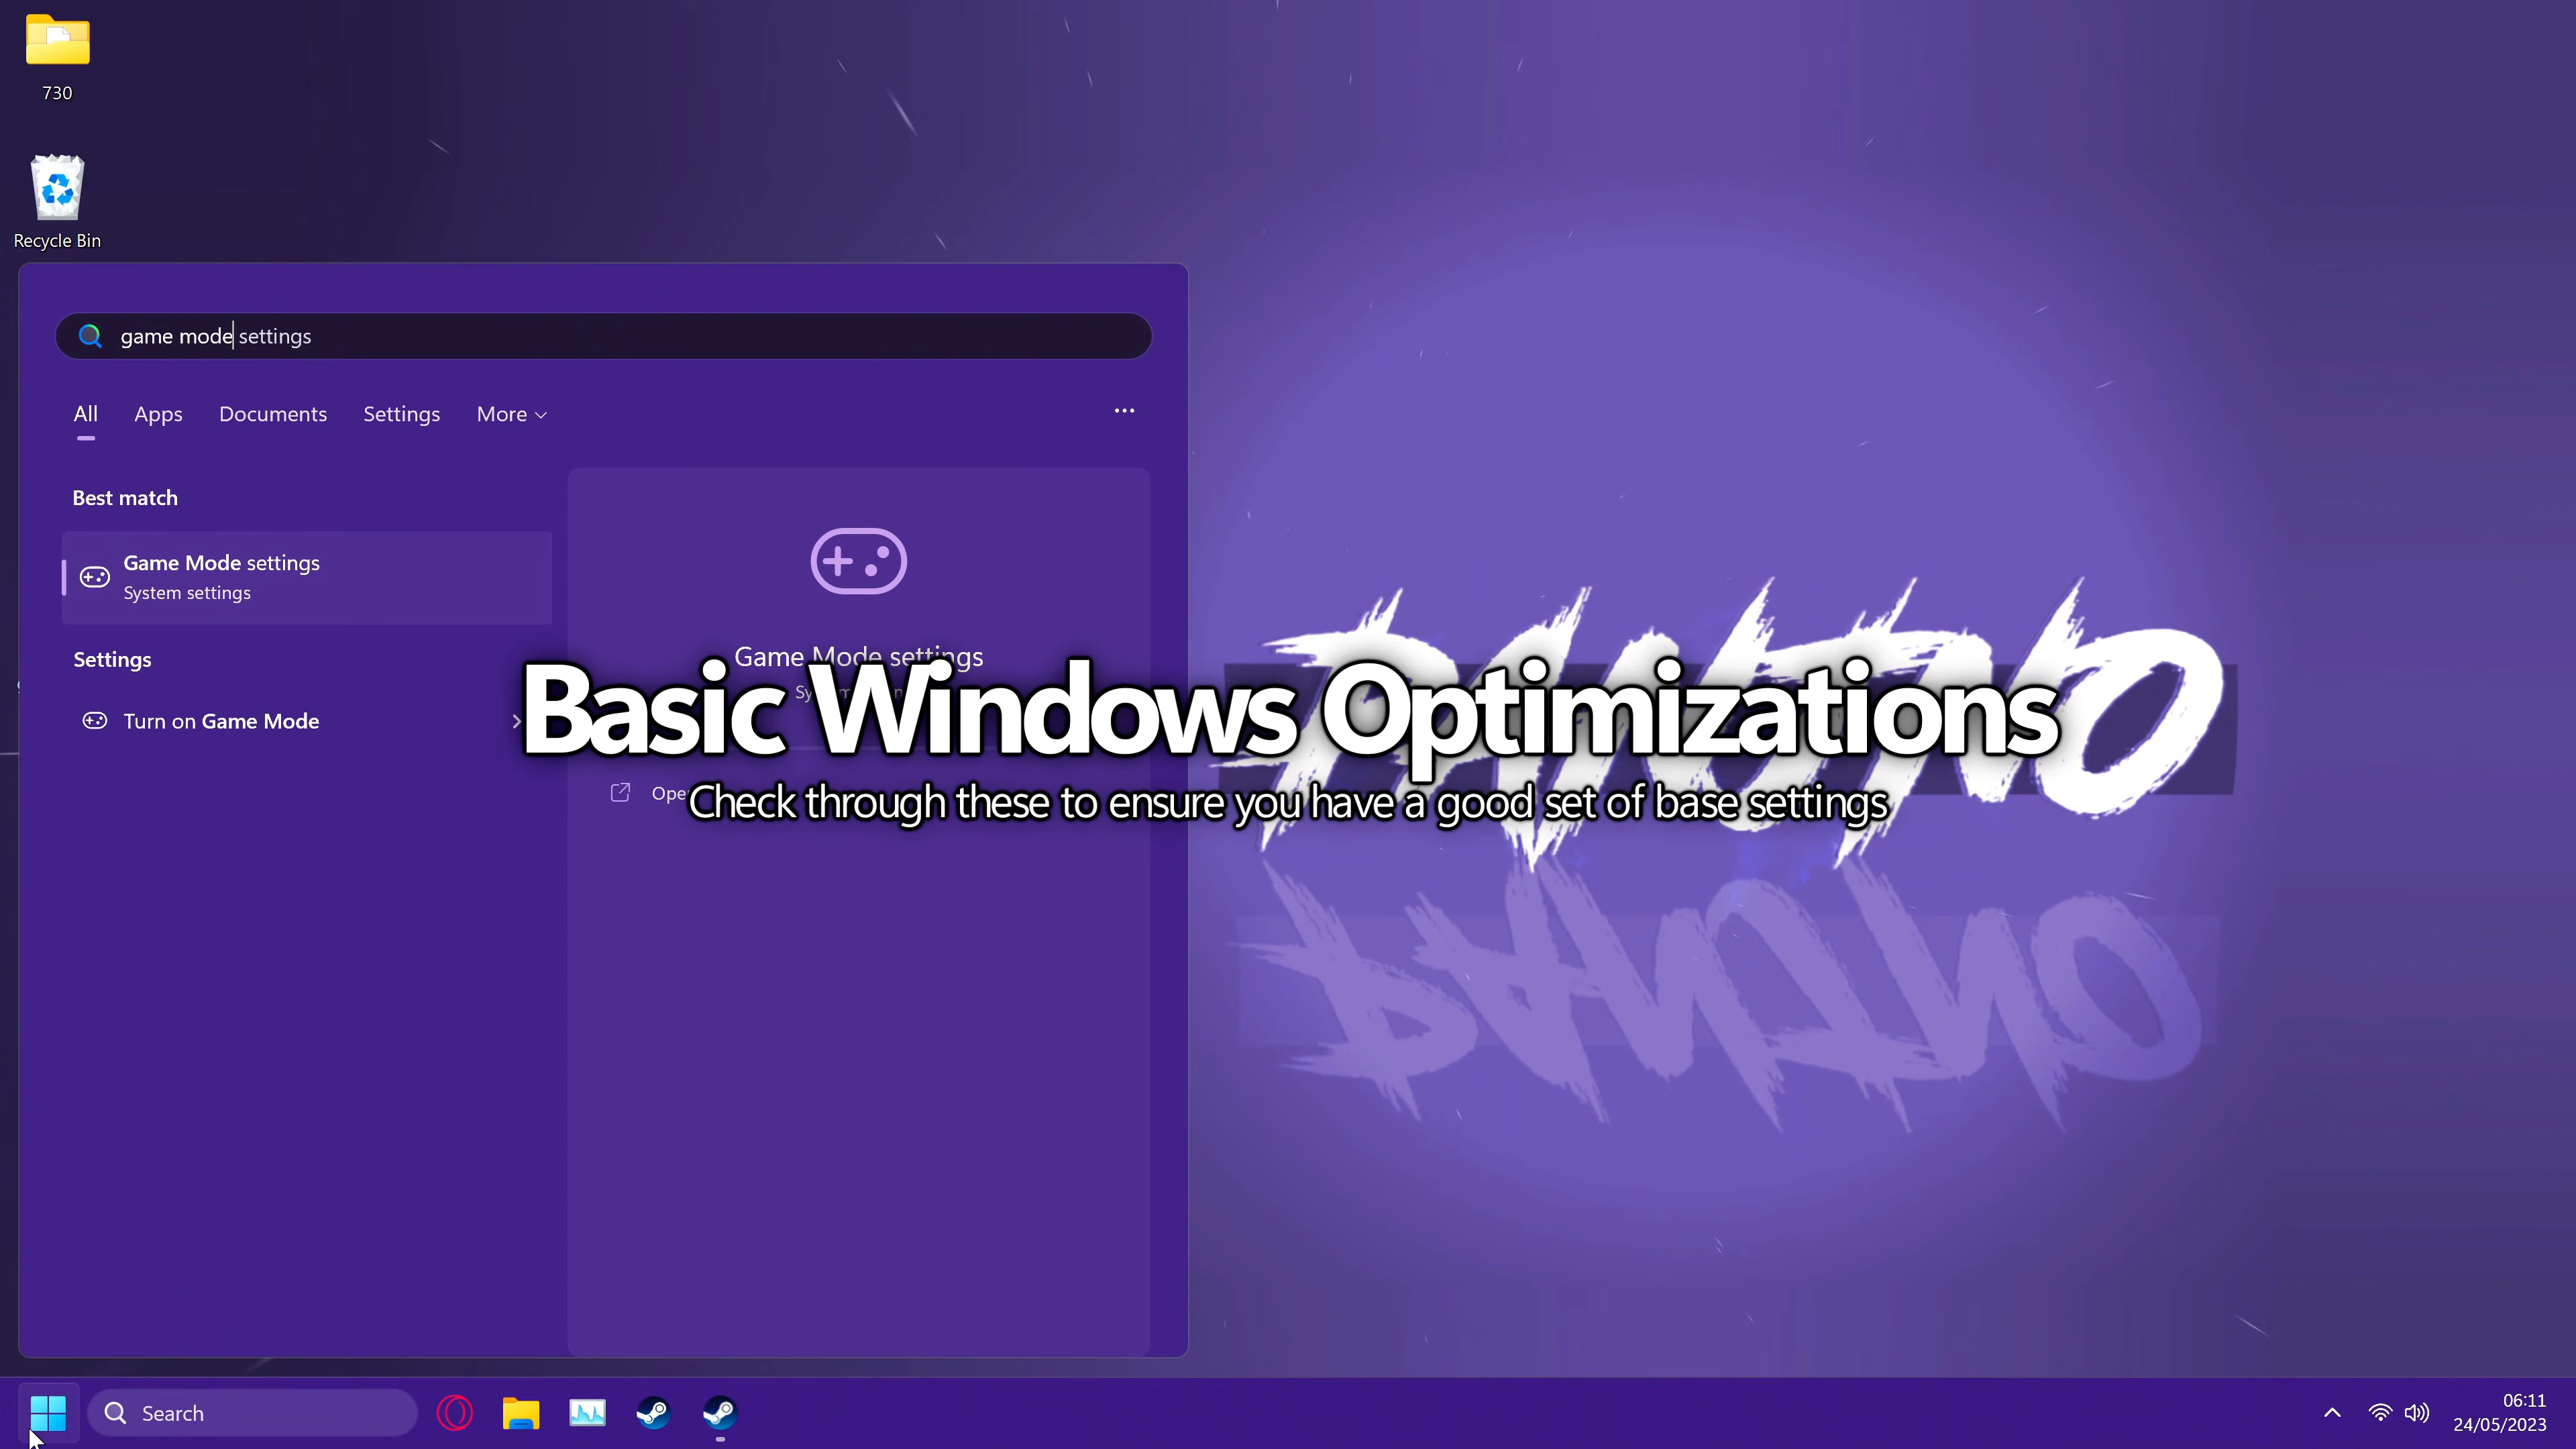 730
Recycle Bin
game mode settings
All Apps Documents Settings More
Best match
Game Mode settings
System settings
Settings
Turn on Game Mode
Game Mode settings
Basic Windows Optimizations
Check through these to ensure you have a good set of base settings
Search
06:11
24/05/2023